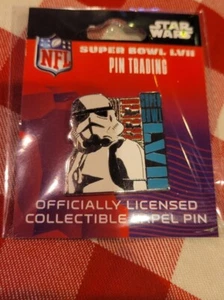 STAR
WARS
NFL
SUPER BOWL LVII
PIN TRADING
LVII
OFFICIALLY LICENSED
COLLECTIBLE LAPEL PIN